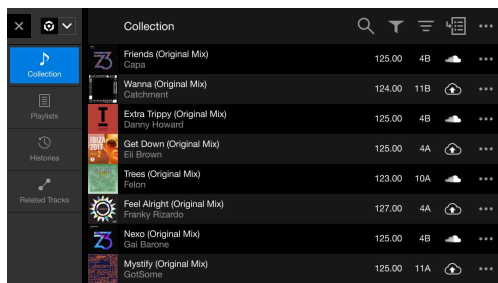 Collection
Collection
Playlists
Histories
Related Tracks
Friends (Original Mix)
Capa
125.00 4B
Wanna (Original Mix)
Catchment
124.00 11B
Extra Trippy (Original Mix)
Danny Howard
125.00 4B
IBIZA
2017
Get Down (Original Mix)
Eli Brown
125.00 4A
Trees (Original Mix)
Felon
123.00 10A
Feel Alright (Original Mix)
Franky Rizardo
127.00 4A
Nexo (Original Mix)
Gai Barone
125.00 4B
Mystify (Original Mix)
GotSome
125.00 11A